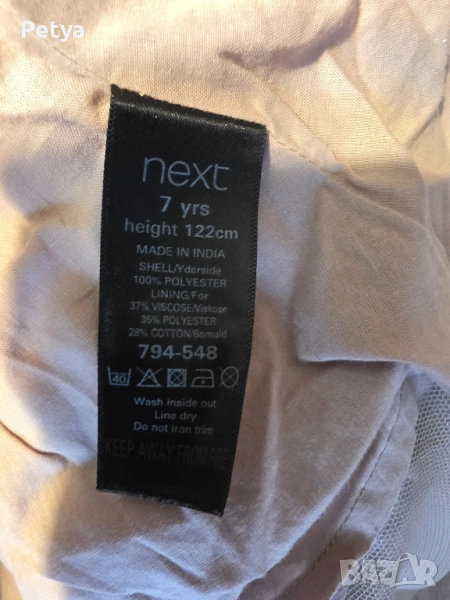 Petya
next
7 yrs
height 122cm
MADE IN INDIA
SHELL/Yderside
100% POLYESTER
LINING/For
37% VISCOSE/Viskose
35% POLYESTER
28% COTTON/Bomuld
794-548
40
Wash inside out
Line dry
Do not iron trim
KEEP AWAY FROM FIRE
BAZAR